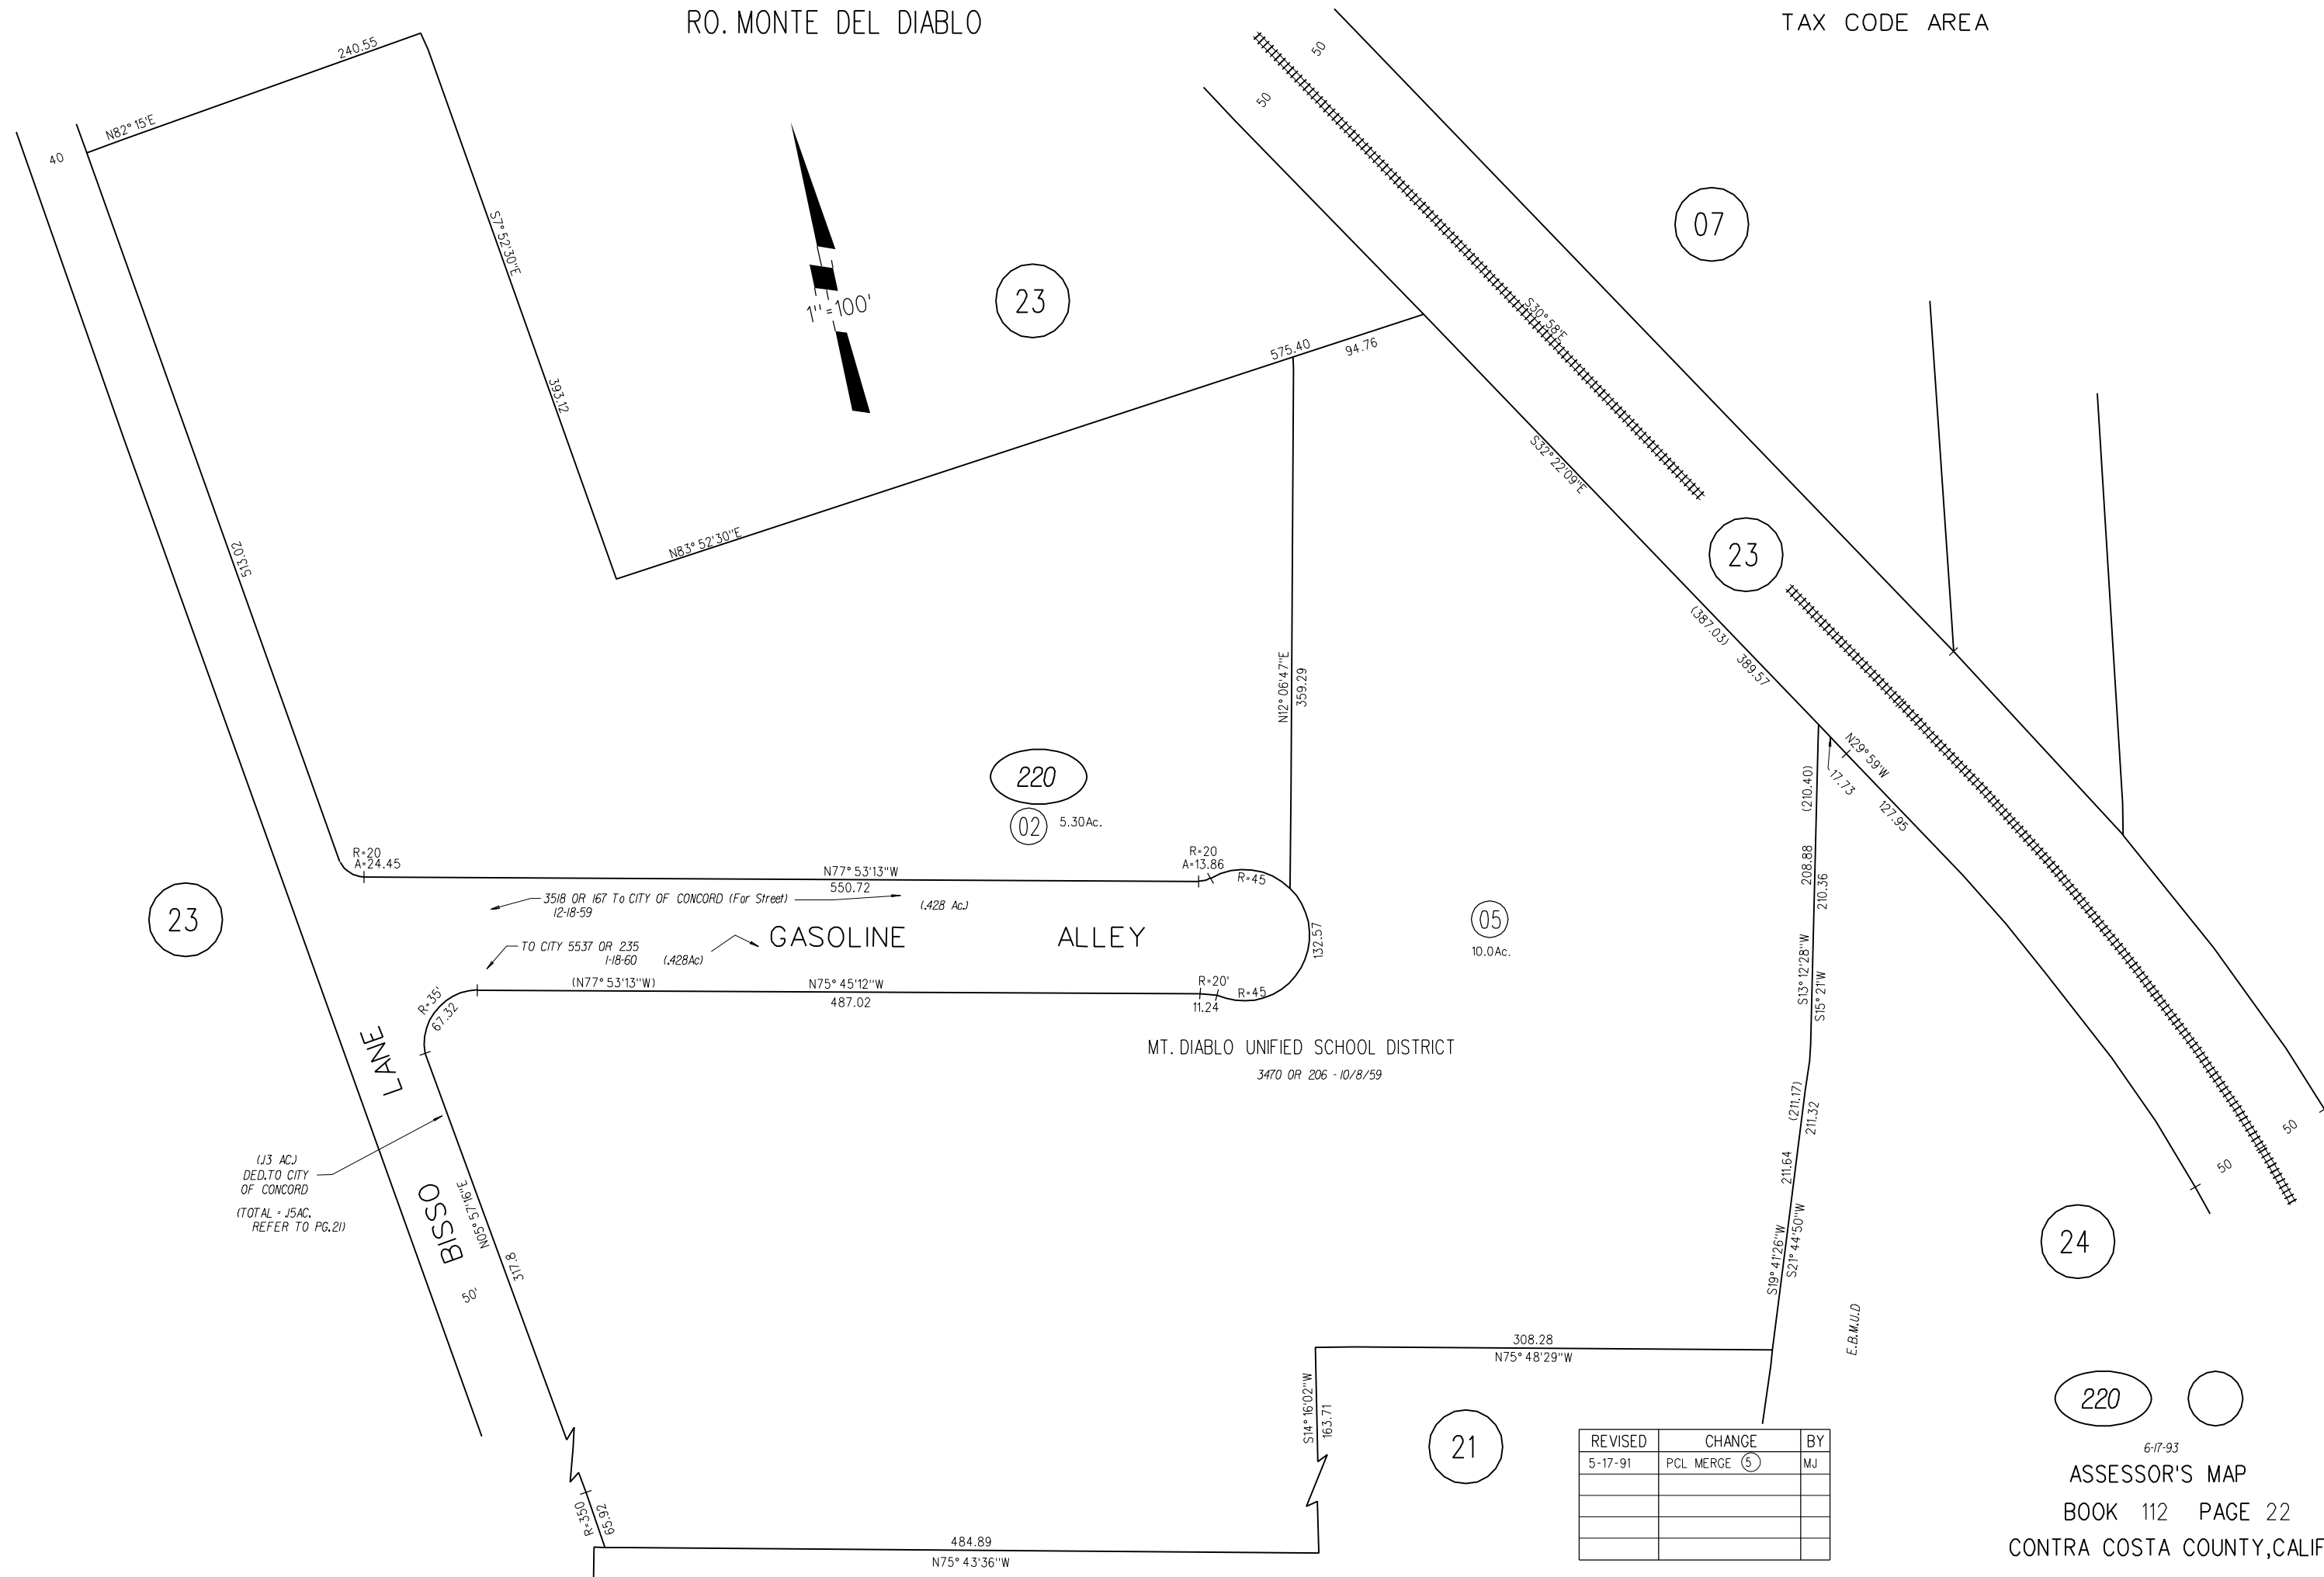 RO. MONTE DEL DIABLO
TAX CODE AREA
240.55
N82°15'E
40
S7°52'30"E
393.12
513.02
1"=100'
23
50
50
07
S30°58'E
575.40
94.76
N83°52'30"E
S32°22'09"E
23
(387.03)
389.57
N12°06'47"E
359.29
N29°59'W
17.73
127.95
220
02
5.30Ac.
R=20
A=24.45
N77°53'13"W
550.72
R=20
A=13.86
R=45
3518 OR 167 To CITY OF CONCORD (For Street)
12-18-59
(.428 Ac.)
23
GASOLINE ALLEY
TO CITY 5537 OR 235
1-18-60 (.428Ac)
132.57
05
10.0Ac.
(N77°53'13"W)
N75°45'12"W
487.02
R=20'
11.24
R=45
R=35'
67.32
(210.40)
208.88
210.36
S13°12'28"W
S15°21'W
MT. DIABLO UNIFIED SCHOOL DISTRICT
3470 OR 206 - 10/8/59
BISSO LANE
(.13 AC.)
DED.TO CITY
OF CONCORD
(TOTAL = .15AC.
REFER TO PG.21)
N05°57'16"E
317.8
50'
(211.17)
211.32
211.64
S19°41'26"W
S21°44'50"W
50
50
24
E.B.M.U.D
308.28
N75°48'29"W
S14°16'02"W
163.71
21
R=350
65.92
484.89
N75°43'36"W
REVISED CHANGE BY
5-17-91 PCL MERGE 5 MJ
220
6-17-93
ASSESSOR'S MAP
BOOK 112 PAGE 22
CONTRA COSTA COUNTY,CALIF